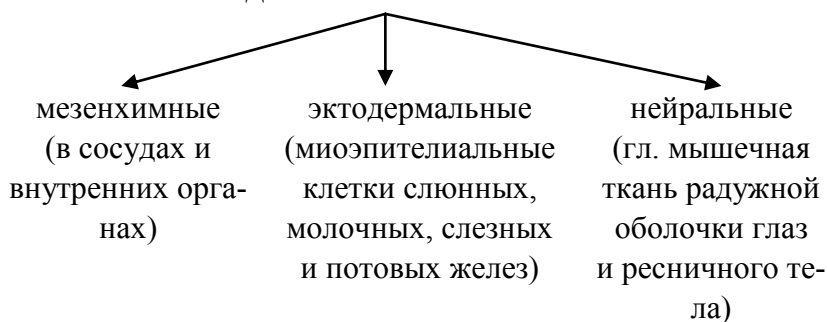 мезенхимные
(в сосудах и
внутренних орга-
нах)
эктодермальные
(миоэпителиальные
клетки слюнных,
молочных, слезных
и потовых желез)
нейральные
(гл. мышечная
ткань радужной
оболочки глаз
и ресничного те-
ла)